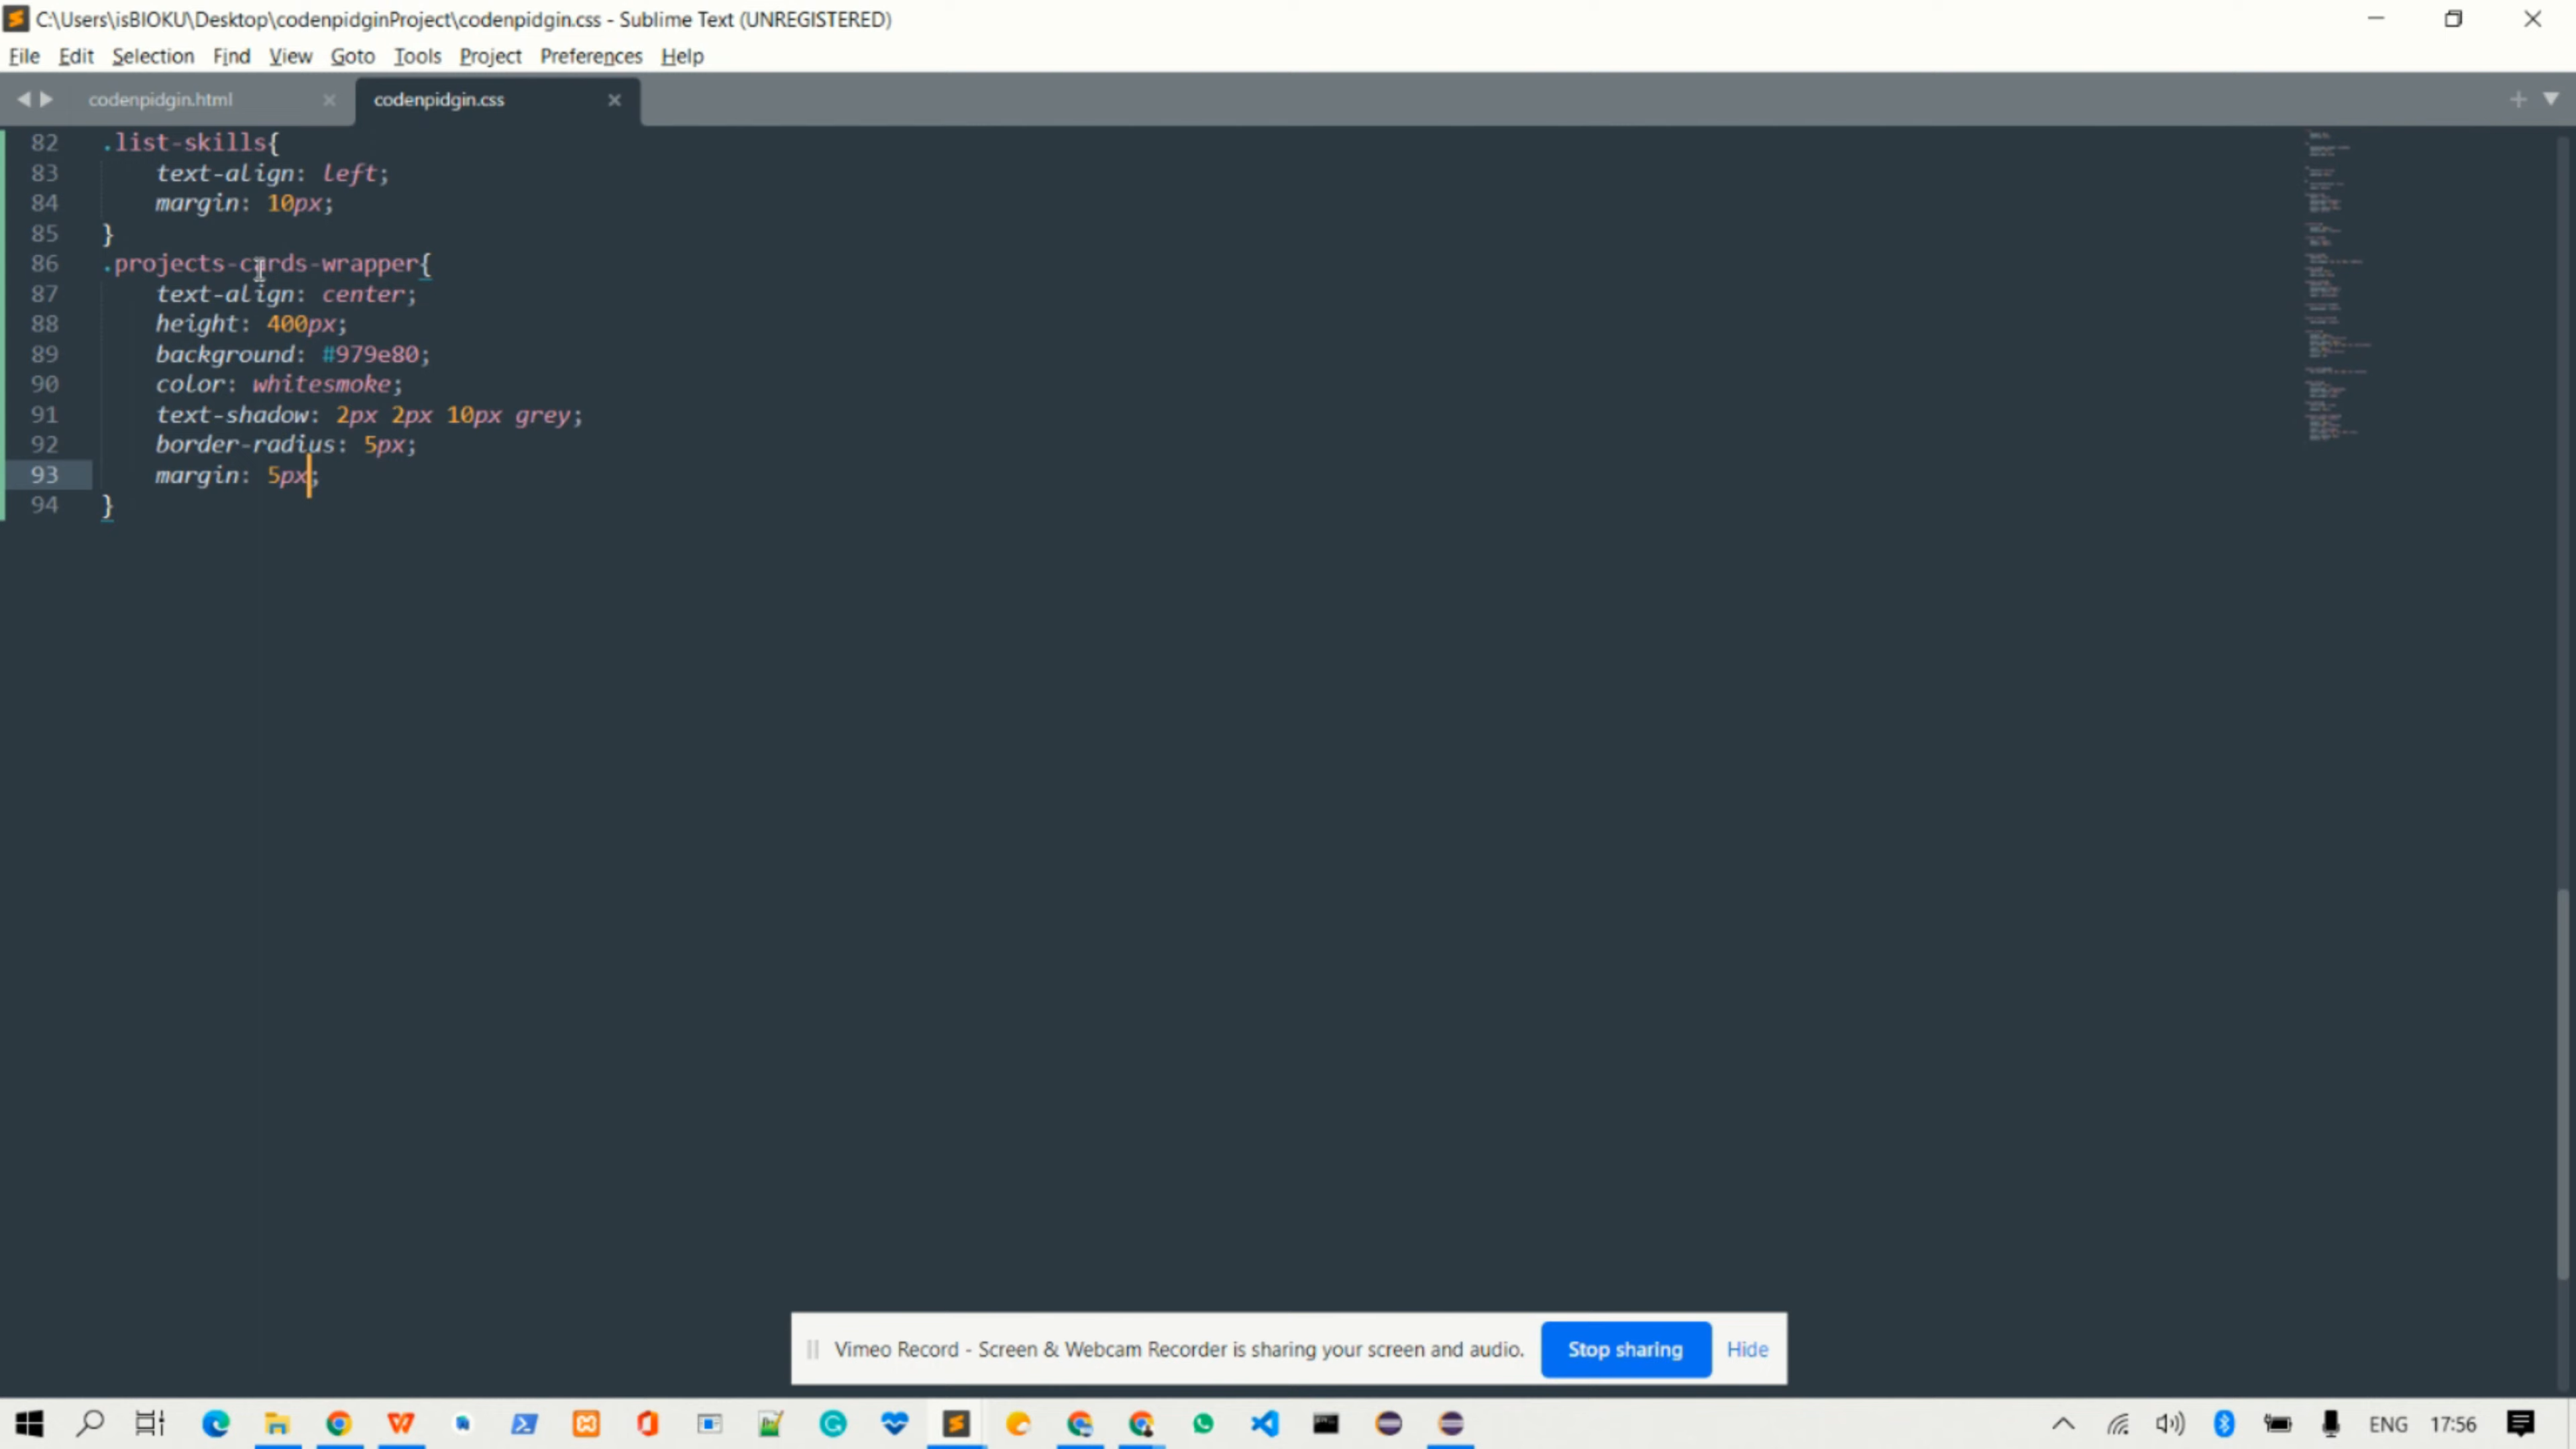 C:\Users\isBIOKU\Desktop\codenpidginProject\codenpidgin.css - Sublime Text (UNREGISTERED)
File Edit Selection Find View Goto Tools Project Preferences Help
codenpidgin.html codenpidgin.css
82 .list-skills{
83 text-align: left;
84 margin: 10px;
85 }
86 .projects-cards-wrapper{
87 text-align: center;
88 height: 400px;
89 background: #979e80;
90 color: whitesmoke;
91 text-shadow: 2px 2px 10px grey;
92 border-radius: 5px;
93 margin: 5px;
94 }
Vimeo Record - Screen & Webcam Recorder is sharing your screen and audio. Stop sharing Hide
ENG 17:56